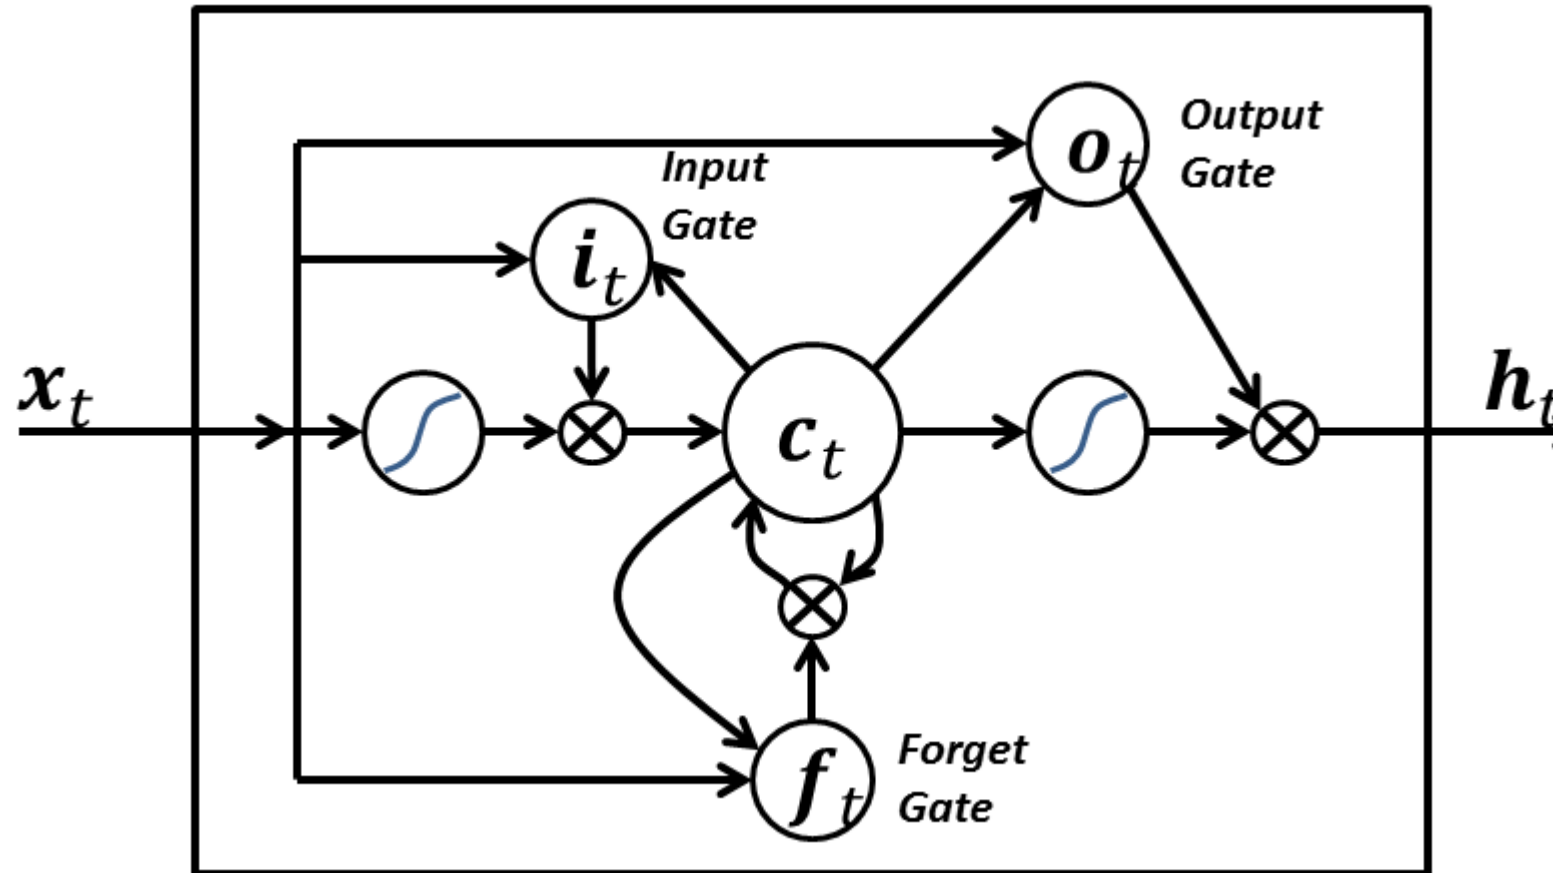 Output
Gate
o_t
Input
Gate
i_t
x_t
c_t
h_t
f_t
Forget
Gate